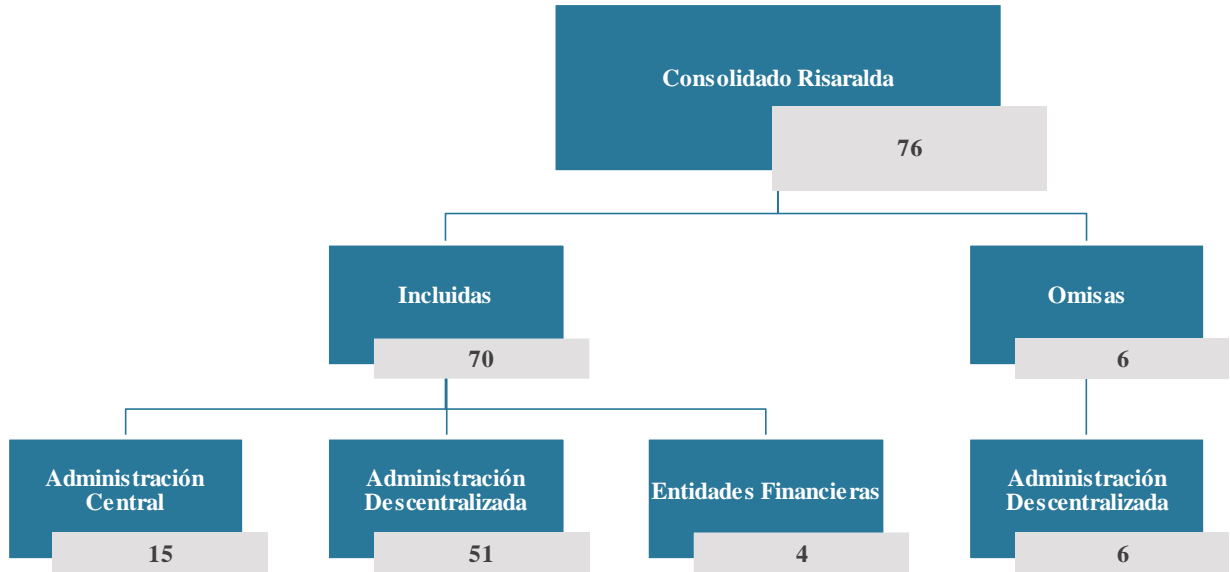 Consolidado Risaralda
76
Incluidas
70
Omisas
6
Administración
Central
15
Administración
Descentralizada
51
Entidades Financieras
4
Administración
Descentralizada
6